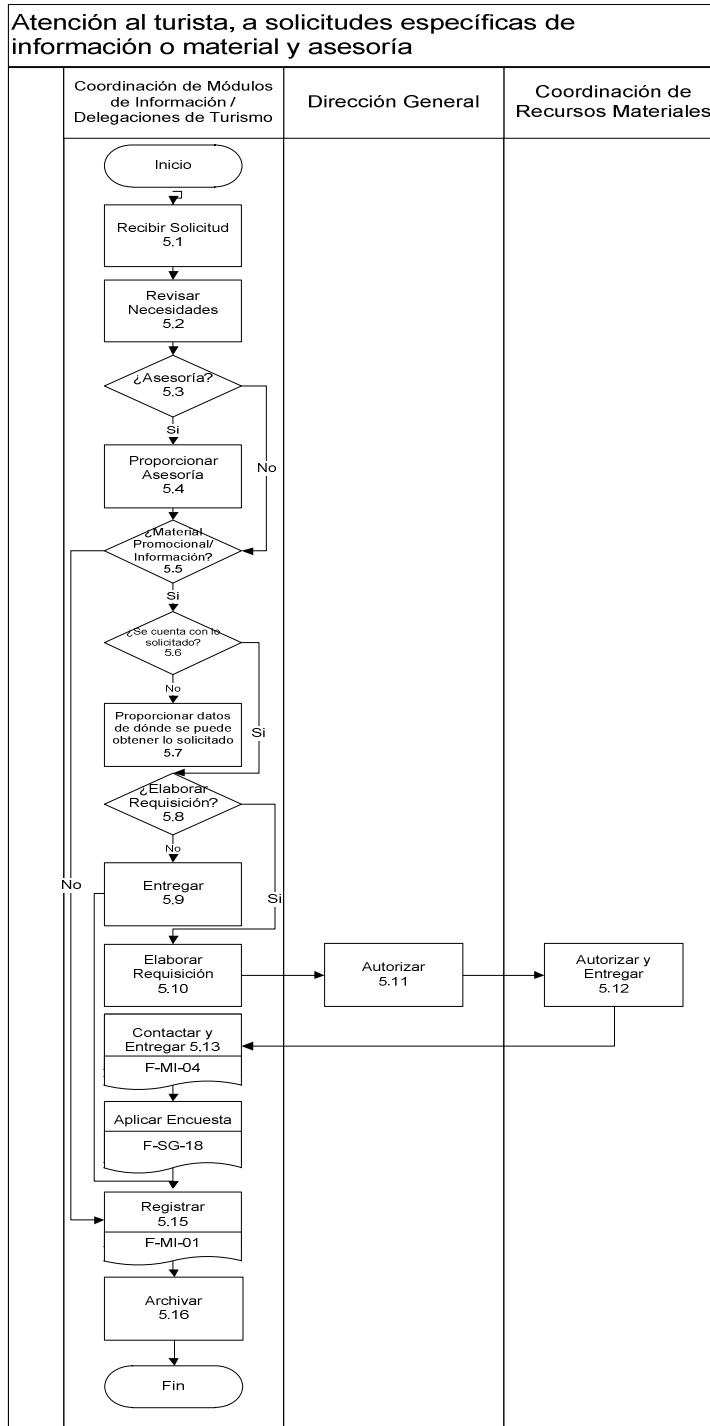 Atención al turista, a solicitudes específicas de
información o material y asesoría
Coordinación de Módulos
de Información /
Delegaciones de Turismo
Dirección General
Coordinación de
Recursos Materiales
Inicio
Recibir Solicitud
5.1
Revisar
Necesidades
5.2
¿Asesoría?
5.3
Si
No
Proporcionar
Asesoría
5.4
¿Material
Promocional/
Información?
5.5
Si
¿Se cuenta con lo
solicitado?
5.6
No
Proporcionar datos
de dónde se puede
obtener lo solicitado
5.7
Si
¿Elaborar
Requisición?
5.8
No
No
Entregar
5.9
Si
Elaborar
Requisición
5.10
Autorizar
5.11
Autorizar y
Entregar
5.12
Contactar y
Entregar 5.13
F-MI-04
Aplicar Encuesta
F-SG-18
Registrar
5.15
F-MI-01
Archivar
5.16
Fin